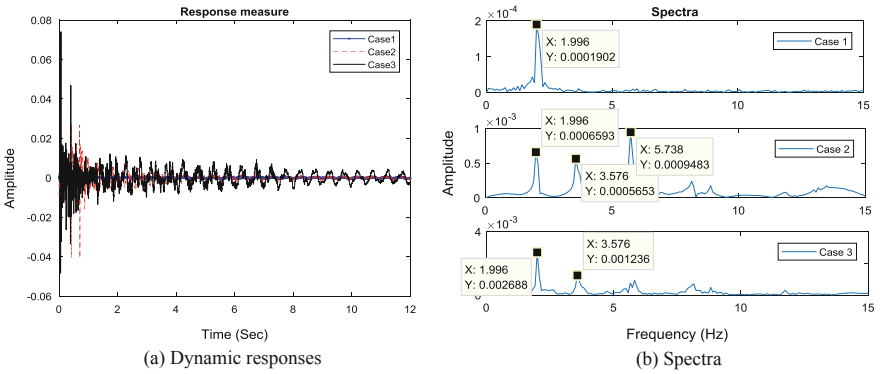 Response measure
0.08
0.06
0.04
0.02
0
-0.02
-0.04
-0.06
Amplitude
Case1
Case2
Case3
0 2 4 6 8 10 12
Time (Sec)
(a) Dynamic responses
Spectra
2 ×10⁻⁴
1
0
X: 1.996
Y: 0.0001902
Case 1
0 5 10 15
1 ×10⁻³
0.5
0
X: 1.996
Y: 0.0006593
X: 3.576
Y: 0.0005653
X: 5.738
Y: 0.0009483
Case 2
0 5 10 15
Amplitude
4 ×10⁻³
0
X: 1.996
Y: 0.002688
X: 3.576
Y: 0.001236
Case 3
5 10 15
Frequency (Hz)
(b) Spectra